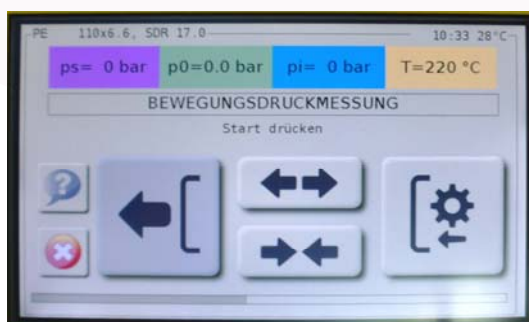 PE 110x6.6, SDR 17.0 10:33 28°C
ps= 0 bar p0=0.0 bar pi= 0 bar T=220 °C
BEWEGUNGSDRUCKMESSUNG
Start drücken
?